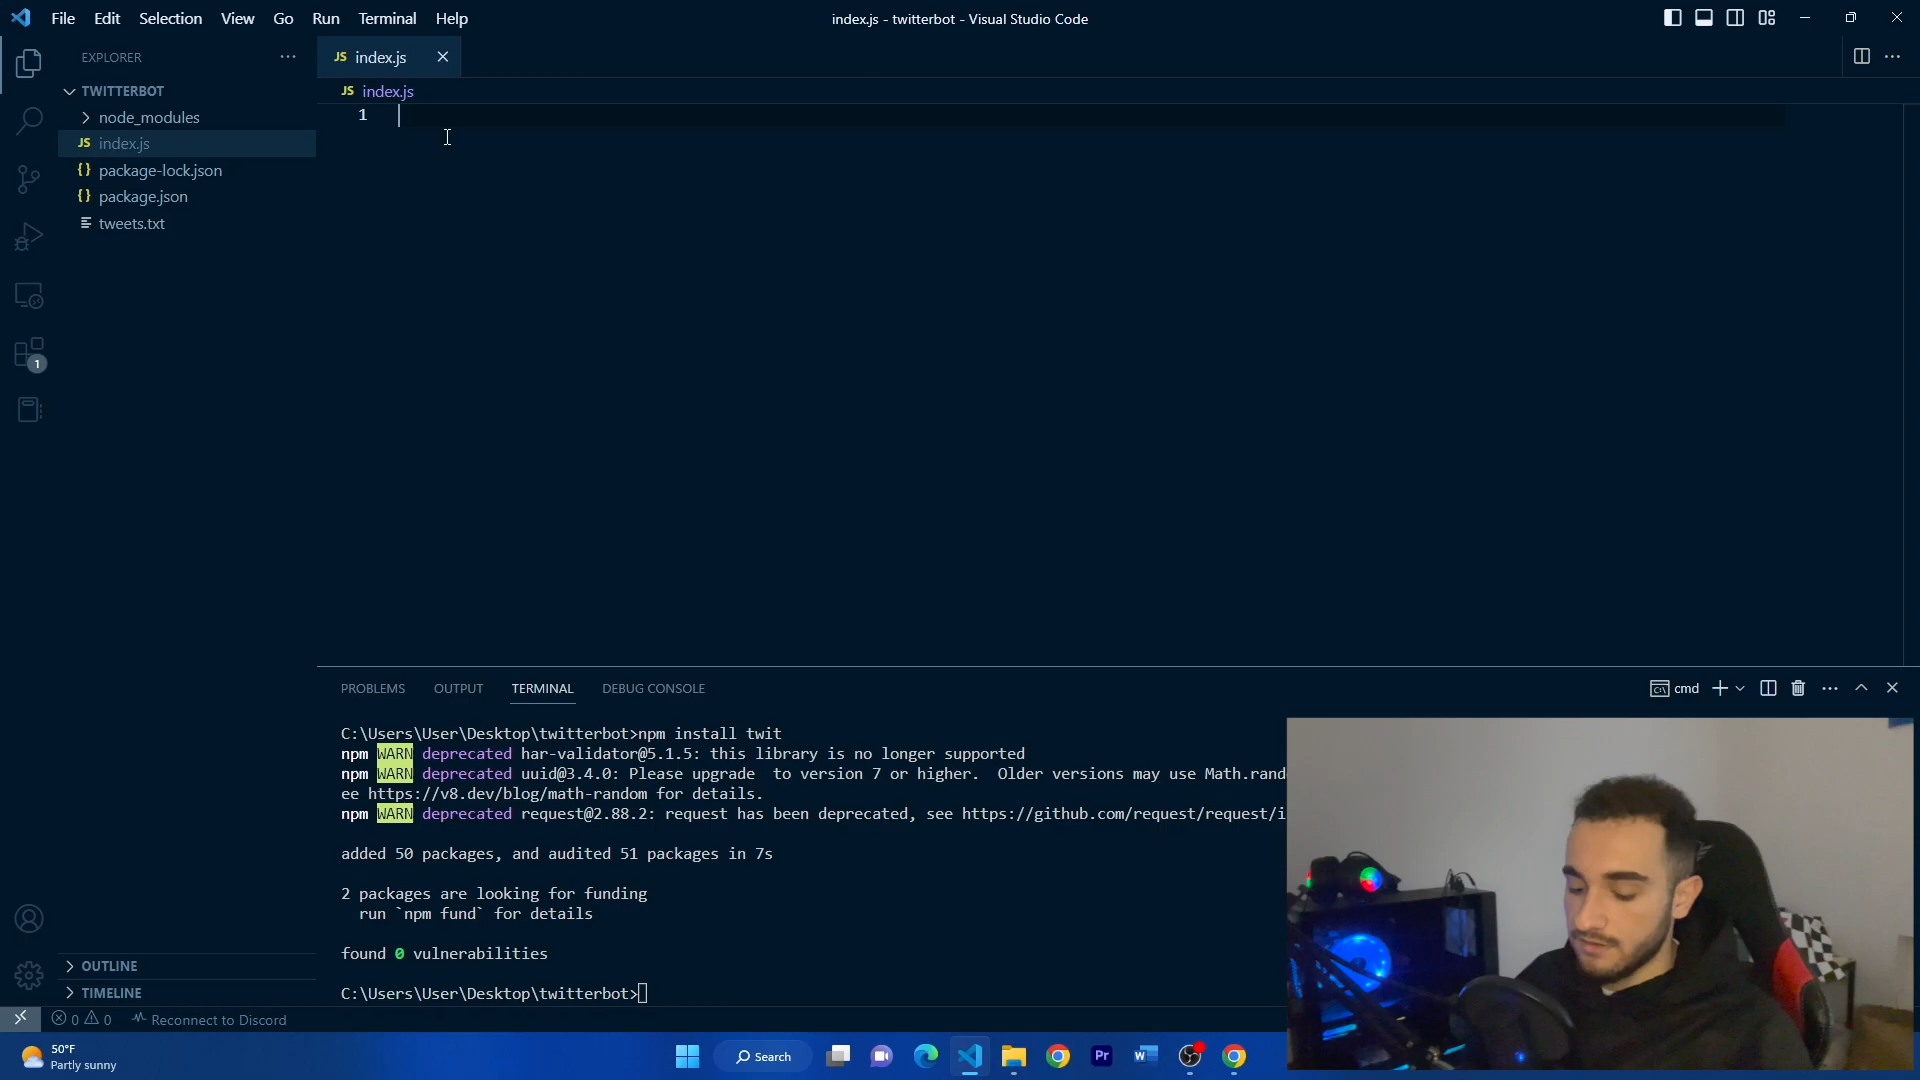 File Edit Selection View Go Run Terminal Help
index.js - twitterbot - Visual Studio Code
EXPLORER
TWITTERBOT
node_modules
JS index.js
{} package-lock.json
{} package.json
tweets.txt
JS index.js
JS index.js
1
1
PROBLEMS OUTPUT TERMINAL DEBUG CONSOLE
cmd
C:\Users\User\Desktop\twitterbot>npm install twit
npm WARN deprecated har-validator@5.1.5: this library is no longer supported
npm WARN deprecated uuid@3.4.0: Please upgrade  to version 7 or higher.  Older versions may use Math.rand
ee https://v8.dev/blog/math-random for details.
npm WARN deprecated request@2.88.2: request has been deprecated, see https://github.com/request/request/i
added 50 packages, and audited 51 packages in 7s
2 packages are looking for funding
run `npm fund` for details
found 0 vulnerabilities
C:\Users\User\Desktop\twitterbot>
OUTLINE
TIMELINE
0 0 Reconnect to Discord
50°F
Partly sunny
Search
Pr
W